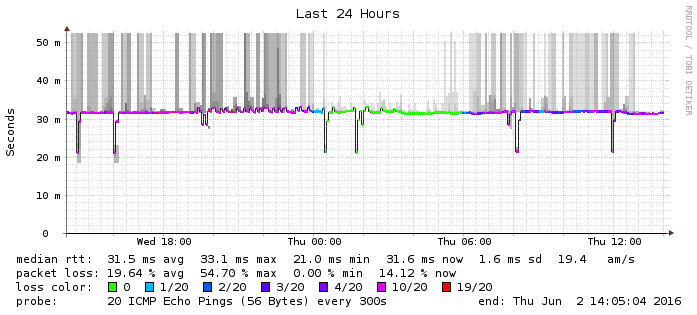 Last 24 Hours
RRDTOOL / TOBI OETIKER
Seconds
50 m
40 m
30 m
20 m
10 m
0
Wed 18:00 Thu 00:00 Thu 06:00 Thu 12:00
median rtt: 31.5 ms avg 33.1 ms max 21.0 ms min 31.6 ms now 1.6 ms sd 19.4 am/s
packet loss: 19.64 % avg 54.70 % max 0.00 % min 14.12 % now
loss color: 0 1/20 2/20 3/20 4/20 10/20 19/20
probe: 20 ICMP Echo Pings (56 Bytes) every 300s end: Thu Jun 2 14:05:04 2016